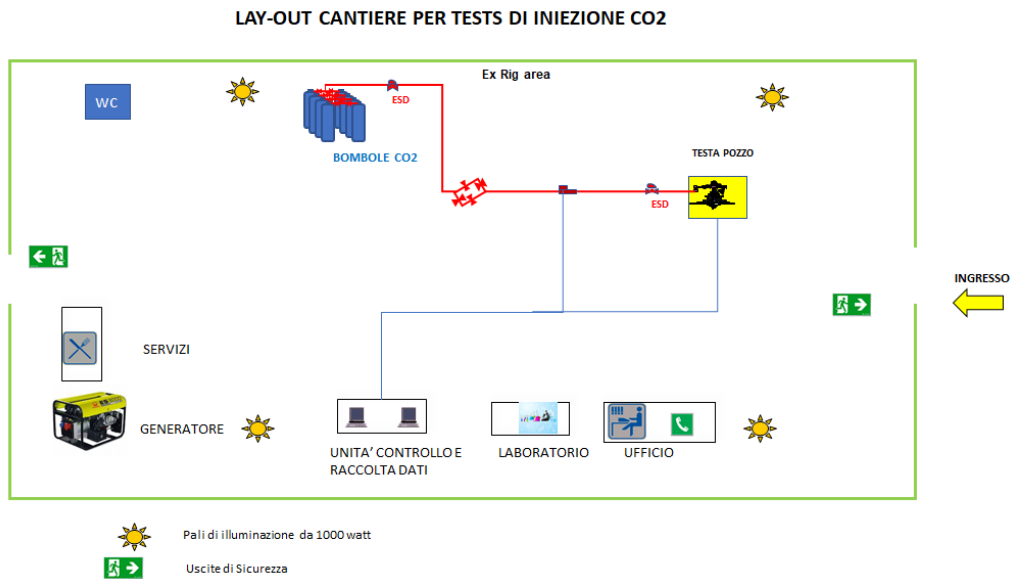 LAY-OUT CANTIERE PER TESTS DI INIEZIONE CO2
Ex Rig area
WC
ESD
BOMBOLE CO2
TESTA POZZO
ESD
INGRESSO
SERVIZI
GENERATORE
UNITA' CONTROLLO E
RACCOLTA DATI
LABORATORIO
UFFICIO
Pali di illuminazione da 1000 watt
Uscite di Sicurezza